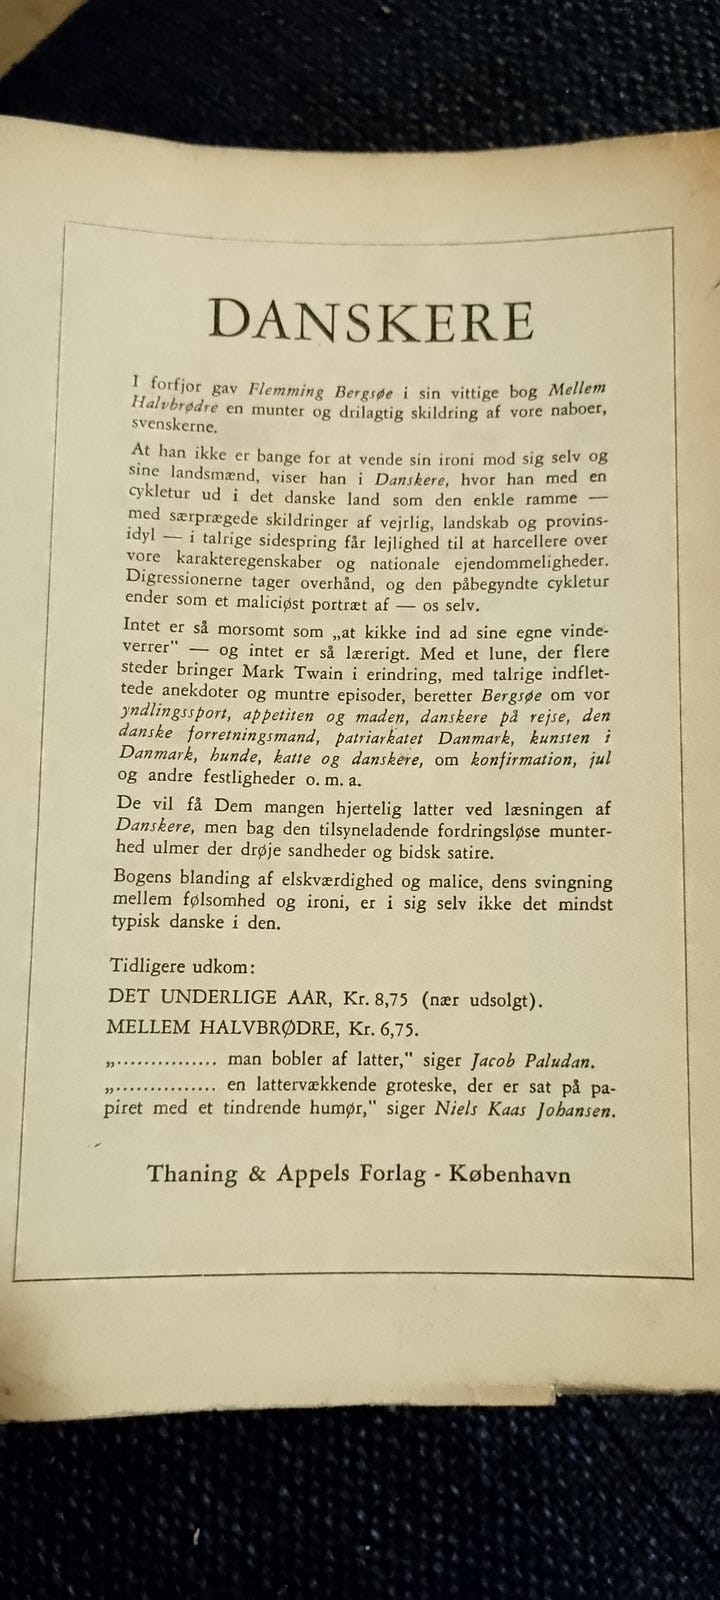 DANSKERE
I forfjor gav Flemming Bergsøe i sin vittige bog Mellem
Halvbrødre en munter og drilagtig skildring af vore naboer,
svenskerne.
At han ikke er bange for at vende sin ironi mod sig selv og
sine landsmænd, viser han i Danskere, hvor han med en
cykletur ud i det danske land som den enkle ramme —
med særprægede skildringer af vejrlig, landskab og provins-
idyl — i talrige sidespring får lejlighed til at harcellere over
vore karakteregenskaber og nationale ejendommeligheder.
Digressionerne tager overhånd, og den påbegyndte cykletur
ender som et maliciøst portræt af — os selv.
Intet er så morsomt som „at kikke ind ad sine egne vinde-
verrer" — og intet er så lærerigt. Med et lune, der flere
steder bringer Mark Twain i erindring, med talrige indflet-
tede anekdoter og muntre episoder, beretter Bergsøe om vor
yndlingssport, appetiten og maden, danskere på rejse, den
danske forretningsmand, patriarkatet Danmark, kunsten i
Danmark, hunde, katte og danskere, om konfirmation, jul
og andre festligheder o. m. a.
De vil få Dem mangen hjertelig latter ved læsningen af
Danskere, men bag den tilsyneladende fordringsløse munter-
hed ulmer der drøje sandheder og bidsk satire.
Bogens blanding af elskværdighed og malice, dens svingning
mellem følsomhed og ironi, er i sig selv ikke det mindst
typisk danske i den.
Tidligere udkom:
DET UNDERLIGE AAR, Kr. 8,75 (nær udsolgt).
MELLEM HALVBRØDRE, Kr. 6,75.
„............... man bobler af latter," siger Jacob Paludan.
„............... en lattervækkende groteske, der er sat på pa-
piret med et tindrende humør," siger Niels Kaas Johansen.
Thaning & Appels Forlag - København